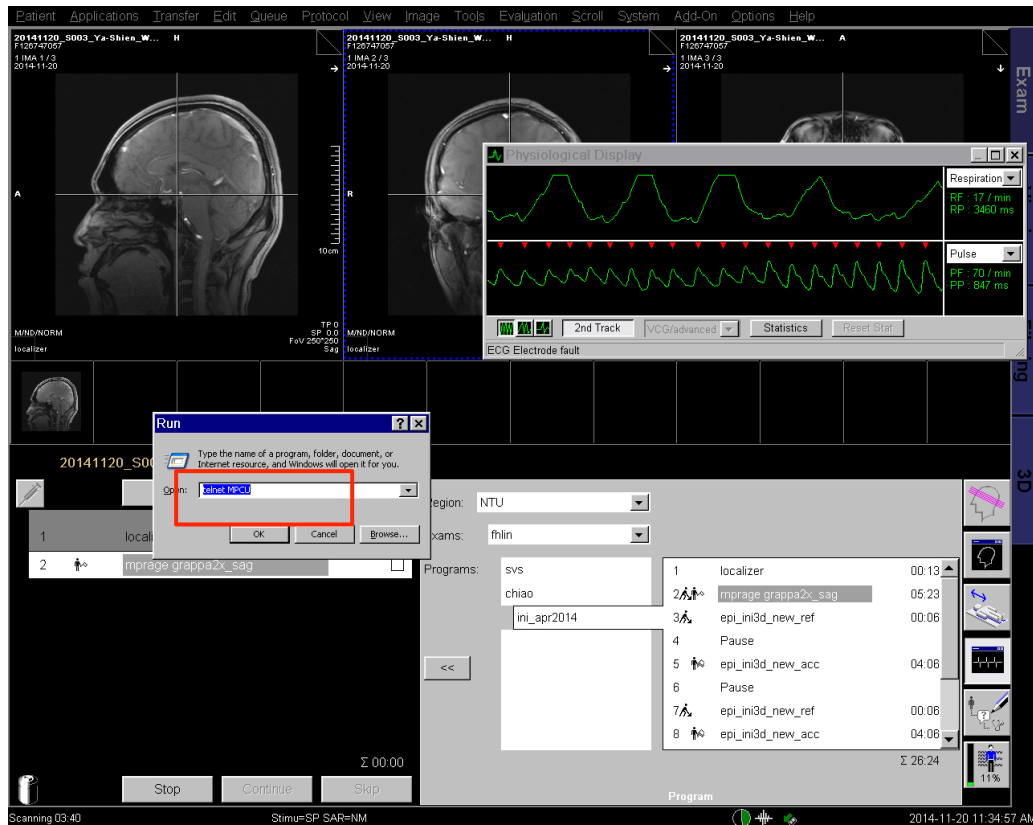 Patient Applications Transfer Edit Queue Protocol View Image Tools Evaluation Scroll System Add-On Options Help
20141120_S003_Ya-Shien_W... H
F126747057
1 IMA 1 / 3
2014-11-20
A
10cm
M/ND/NORM
localizer
TP 0
SP 0.0
FoV 250*250
Sag
20141120_S003_Ya-Shien_W... H
F126747057
1 IMA 2 / 3
2014-11-20
R
M/ND/NORM
localizer
20141120_S003_Ya-Shien_W... A
F126747057
1 IMA 3 / 3
2014-11-20
Exam
3D
Physiological Display
Respiration
RF : 17 / min
RP : 3460 ms
Pulse
PF : 70 / min
PP : 847 ms
2nd Track VCG/advanced Statistics Reset Stat
ECG Electrode fault
Run
Type the name of a program, folder, document, or
Internet resource, and Windows will open it for you.
Open: telnet MPCU
OK Cancel Browse...
20141120_S00
1 locali
2 mprage grappa2x_sag
Σ 00:00
Stop Continue Skip
Region: NTU
Exams: fhlin
Programs: svs
chiao
ini_apr2014
<<
1 localizer 00:13
2 mprage grappa2x_sag 05:23
3 epi_ini3d_new_ref 00:06
4 Pause
5 epi_ini3d_new_acc 04:06
6 Pause
7 epi_ini3d_new_ref 00:06
8 epi_ini3d_new_acc 04:06
Σ 26:24
Program
11%
Scanning 03:40 Stimu=SP SAR=NM 2014-11-20 11:34:57 AM